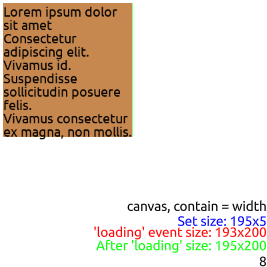 Lorem ipsum dolor
sit amet
Consectetur
adipiscing elit.
Vivamus id.
Suspendisse
sollicitudin posuere
felis.
Vivamus consectetur
ex magna, non mollis.
canvas, contain = width
Set size: 195x5
'loading' event size: 193x200
After 'loading' size: 195x200
8